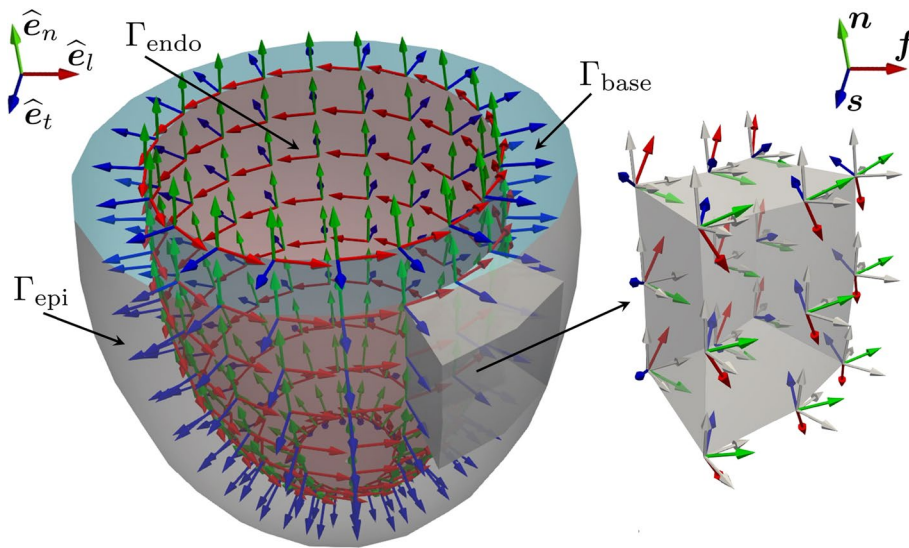 ê_n
ê_l
ê_t
Γ_endo
Γ_base
Γ_epi
n
f
s